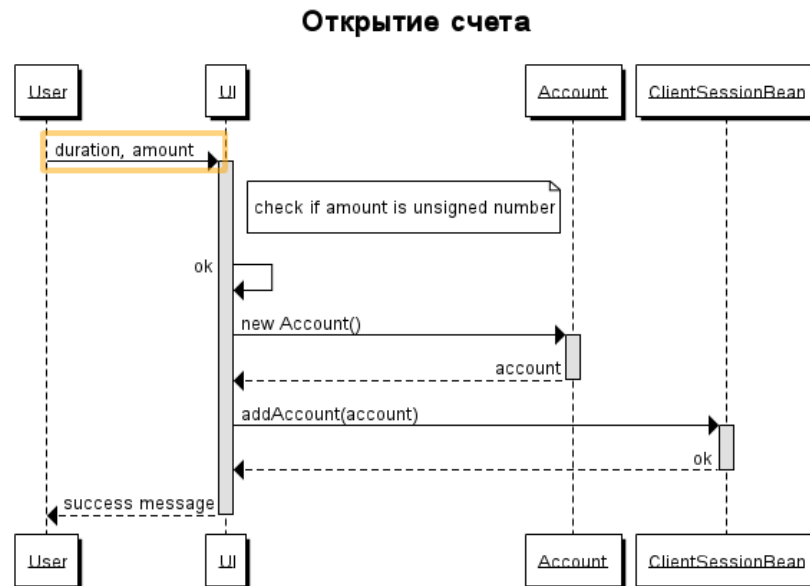 Открытие счета
User
UI
Account
ClientSessionBean
duration, amount
check if amount is unsigned number
ok
new Account()
account
addAccount(account)
ok
success message
User
UI
Account
ClientSessionBean